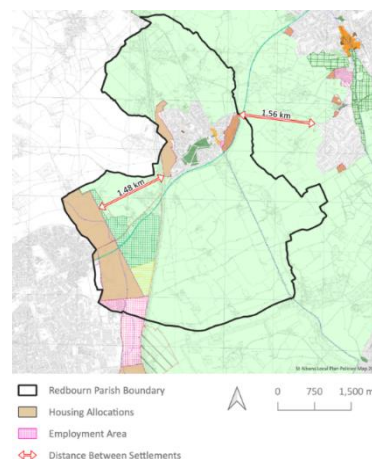 1.56 km
1.48 km
St Albans Local Plan Policies Map
Redbourn Parish Boundary
Housing Allocations
Employment Area
Distance Between Settlements
0 750 1,500 m